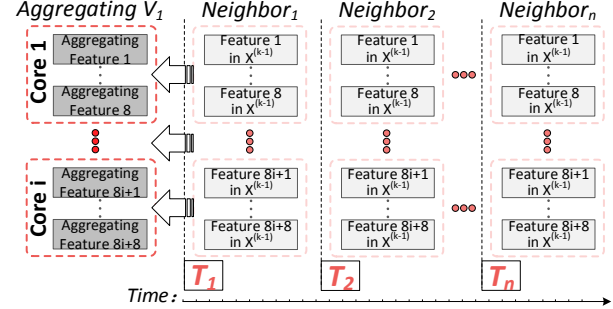 Aggregating V₁ Neighbor₁ Neighbor₂ Neighborₙ
Core 1
Aggregating
Feature 1
Aggregating
Feature 8
Feature 1
in X⁽ᵏ⁻¹⁾
Feature 8
in X⁽ᵏ⁻¹⁾
Feature 1
in X⁽ᵏ⁻¹⁾
Feature 8
in X⁽ᵏ⁻¹⁾
Feature 1
in X⁽ᵏ⁻¹⁾
Feature 8
in X⁽ᵏ⁻¹⁾
Core i
Aggregating
Feature 8i+1
Aggregating
Feature 8i+8
Feature 8i+1
in X⁽ᵏ⁻¹⁾
Feature 8i+8
in X⁽ᵏ⁻¹⁾
Feature 8i+1
in X⁽ᵏ⁻¹⁾
Feature 8i+8
in X⁽ᵏ⁻¹⁾
Feature 8i+1
in X⁽ᵏ⁻¹⁾
Feature 8i+8
in X⁽ᵏ⁻¹⁾
T₁ T₂ Tₙ
Time: